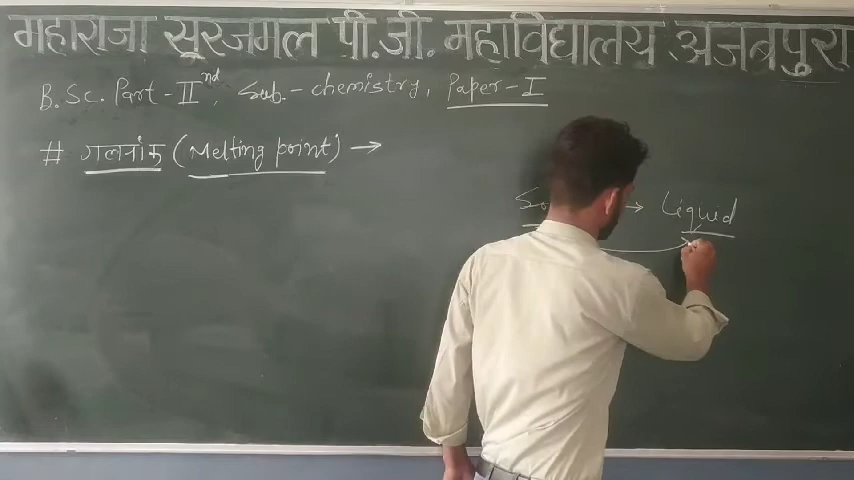 महाराजा सूरजमल पी.जी. महाविद्यालय अजबपुरा
B.Sc. Part-IInd, Sub.-chemistry, Paper-I
# गलनांक (Melting point) →
→ Liquid